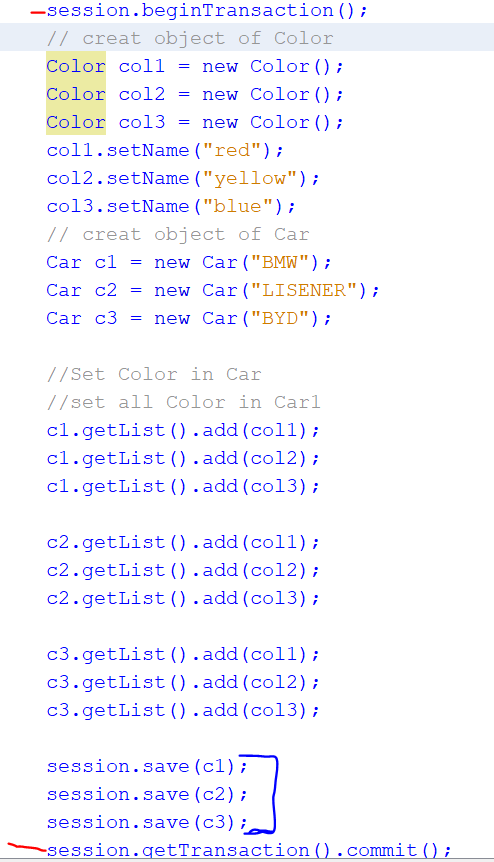 session.beginTransaction();
// creat object of Color
Color col1 = new Color();
Color col2 = new Color();
Color col3 = new Color();
col1.setName("red");
col2.setName("yellow");
col3.setName("blue");
// creat object of Car
Car c1 = new Car("BMW");
Car c2 = new Car("LISENER");
Car c3 = new Car("BYD");
//Set Color in Car
//set all Color in Car1
c1.getList().add(col1);
c1.getList().add(col2);
c1.getList().add(col3);
c2.getList().add(col1);
c2.getList().add(col2);
c2.getList().add(col3);
c3.getList().add(col1);
c3.getList().add(col2);
c3.getList().add(col3);
session.save(c1);
session.save(c2);
session.save(c3);
session.getTransaction().commit();